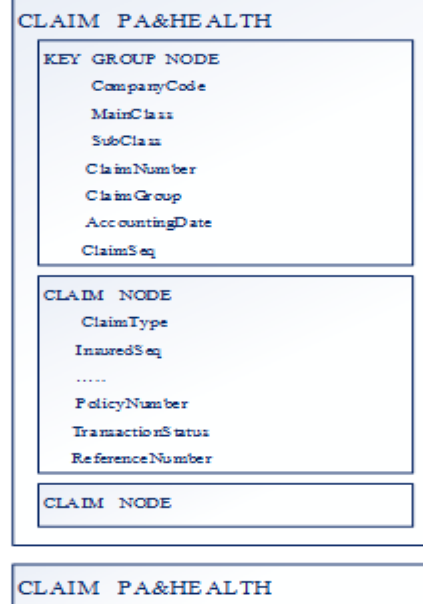 CLAIM PA&HEALTH
KEY GROUP NODE
CompanyCode
MainClass
SubClass
ClaimNumber
ClaimGroup
AccountingDate
ClaimSeq
CLAIM NODE
ClaimType
InsuredSeq
.....
PolicyNumber
TransactionStatus
ReferenceNumber
CLAIM NODE
CLAIM PA&HEALTH